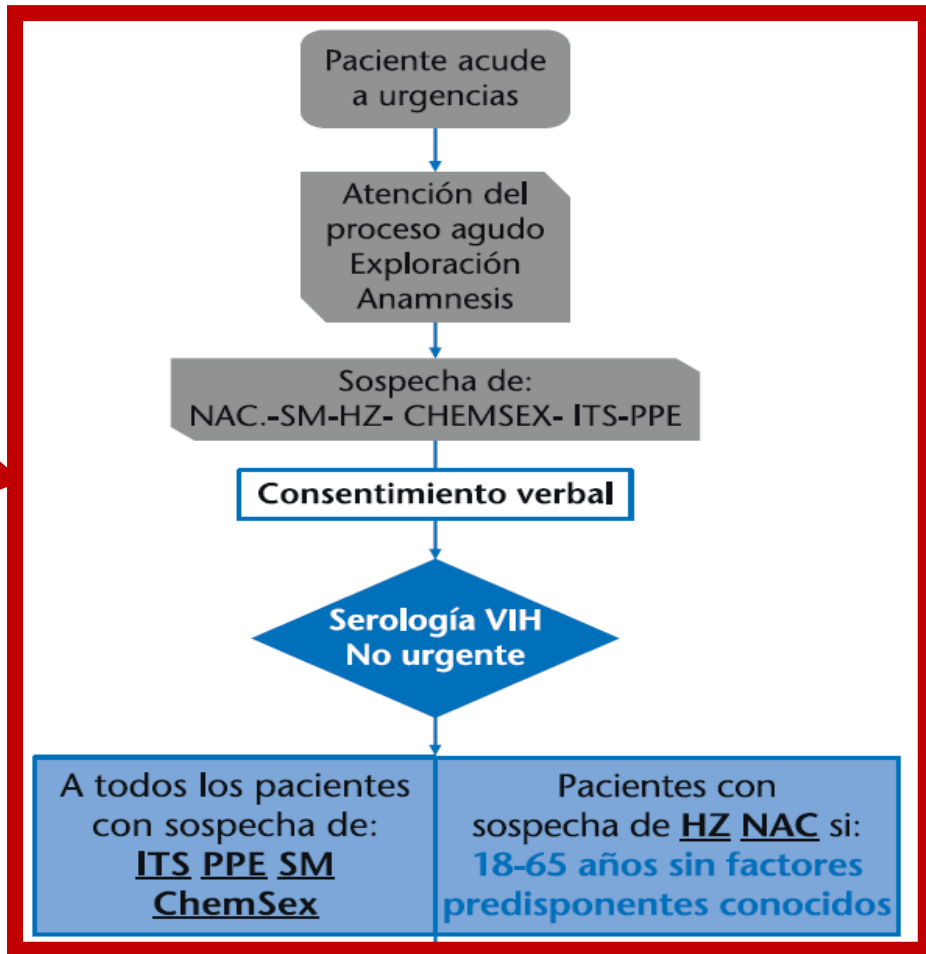 Paciente acude
a urgencias
Atención del
proceso agudo
Exploración
Anamnesis
Sospecha de:
NAC.-SM-HZ- CHEMSEX- ITS-PPE
Consentimiento verbal
Serología VIH
No urgente
A todos los pacientes
con sospecha de:
ITS PPE SM
ChemSex
Pacientes con
sospecha de HZ NAC si:
18-65 años sin factores
predisponentes conocidos